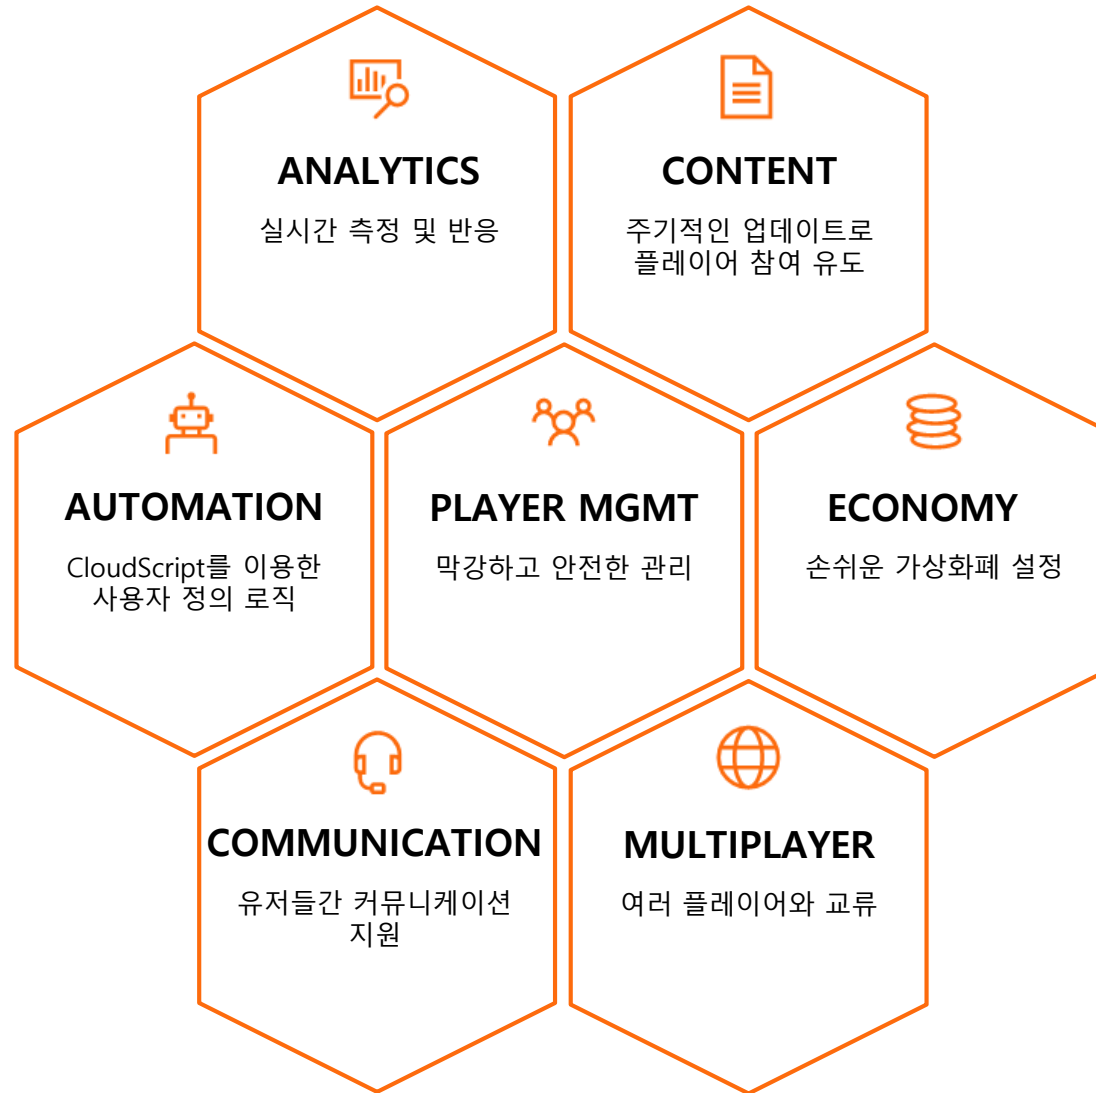 ANALYTICS
실시간 측정 및 반응
CONTENT
주기적인 업데이트로
플레이어 참여 유도
AUTOMATION
CloudScript를 이용한
사용자 정의 로직
PLAYER MGMT
막강하고 안전한 관리
ECONOMY
손쉬운 가상화폐 설정
COMMUNICATION
유저들간 커뮤니케이션
지원
MULTIPLAYER
여러 플레이어와 교류